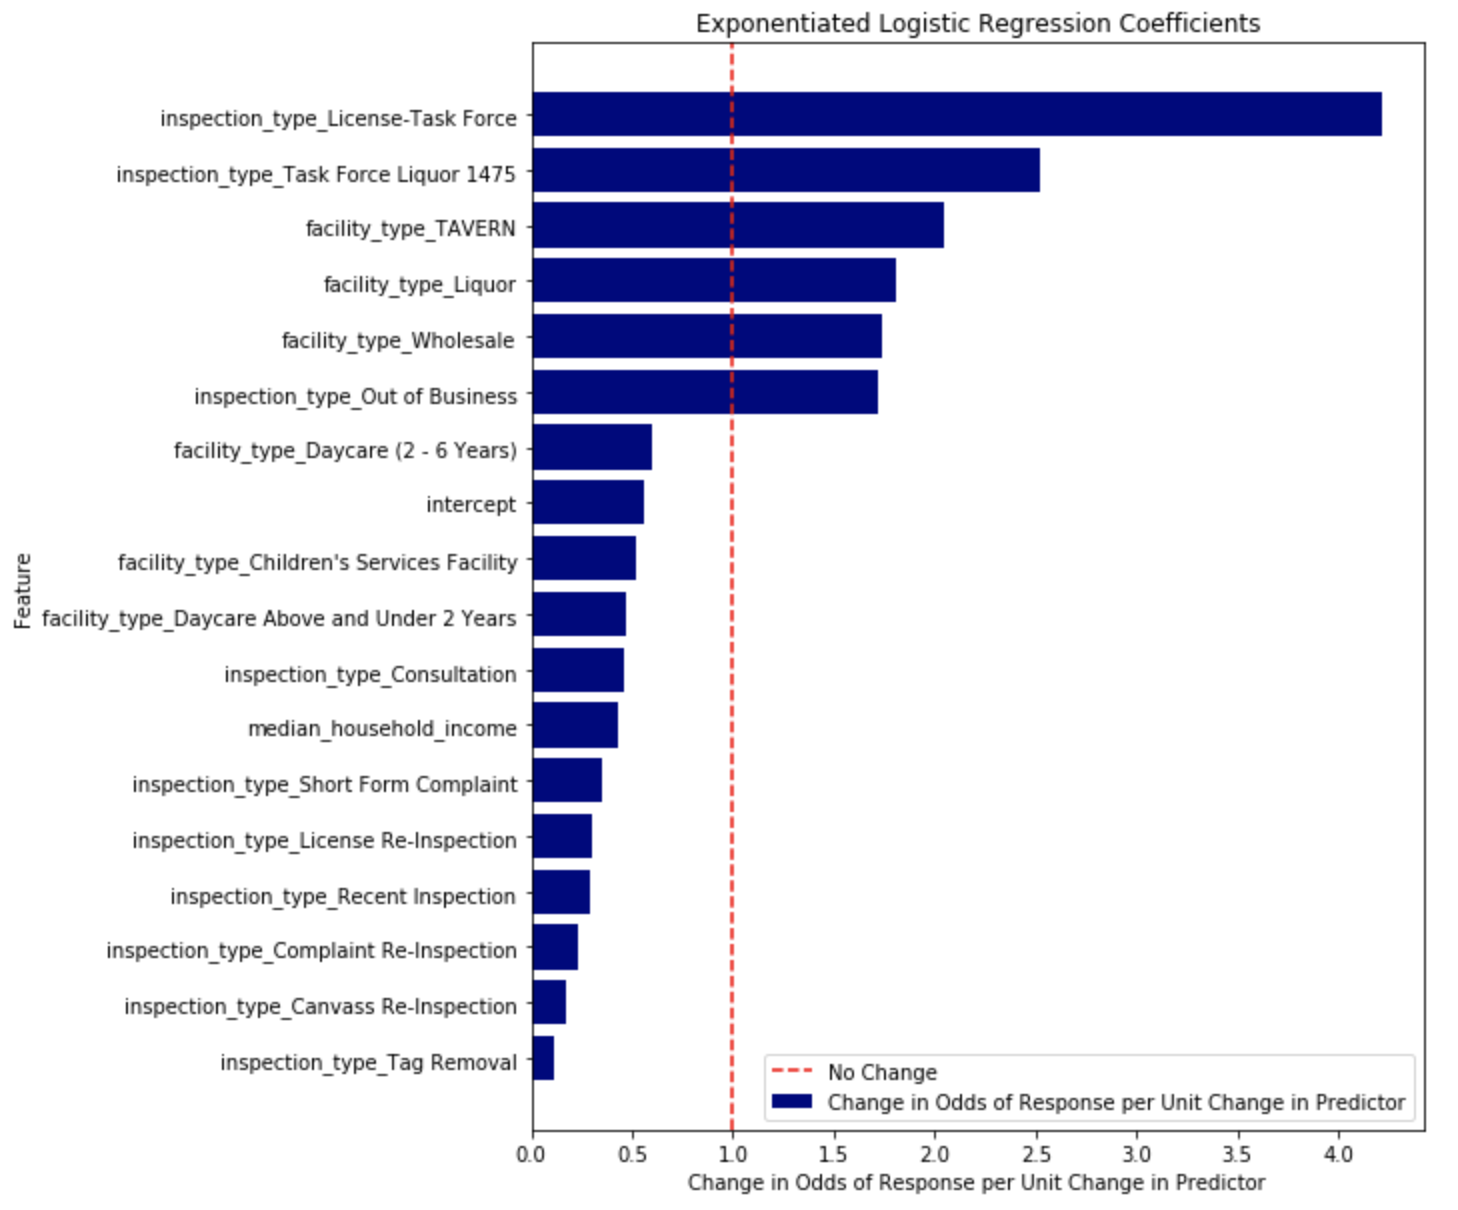 Exponentiated Logistic Regression Coefficients
inspection_type_License-Task Force
inspection_type_Task Force Liquor 1475
facility_type_TAVERN
facility_type_Liquor
facility_type_Wholesale
inspection_type_Out of Business
facility_type_Daycare (2 - 6 Years)
intercept
facility_type_Children's Services Facility
facility_type_Daycare Above and Under 2 Years
inspection_type_Consultation
median_household_income
inspection_type_Short Form Complaint
inspection_type_License Re-Inspection
inspection_type_Recent Inspection
inspection_type_Complaint Re-Inspection
inspection_type_Canvass Re-Inspection
inspection_type_Tag Removal
Feature
No Change
Change in Odds of Response per Unit Change in Predictor
0.0 0.5 1.0 1.5 2.0 2.5 3.0 3.5 4.0
Change in Odds of Response per Unit Change in Predictor